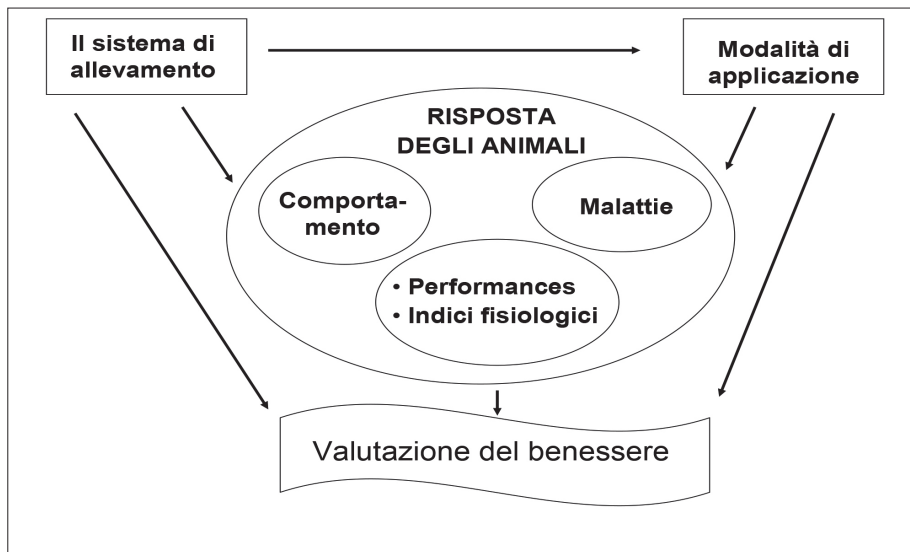 Il sistema di
allevamento
Modalità di
applicazione
RISPOSTA
DEGLI ANIMALI
Comporta-
mento
Malattie
• Performances
• Indici fisiologici
Valutazione del benessere